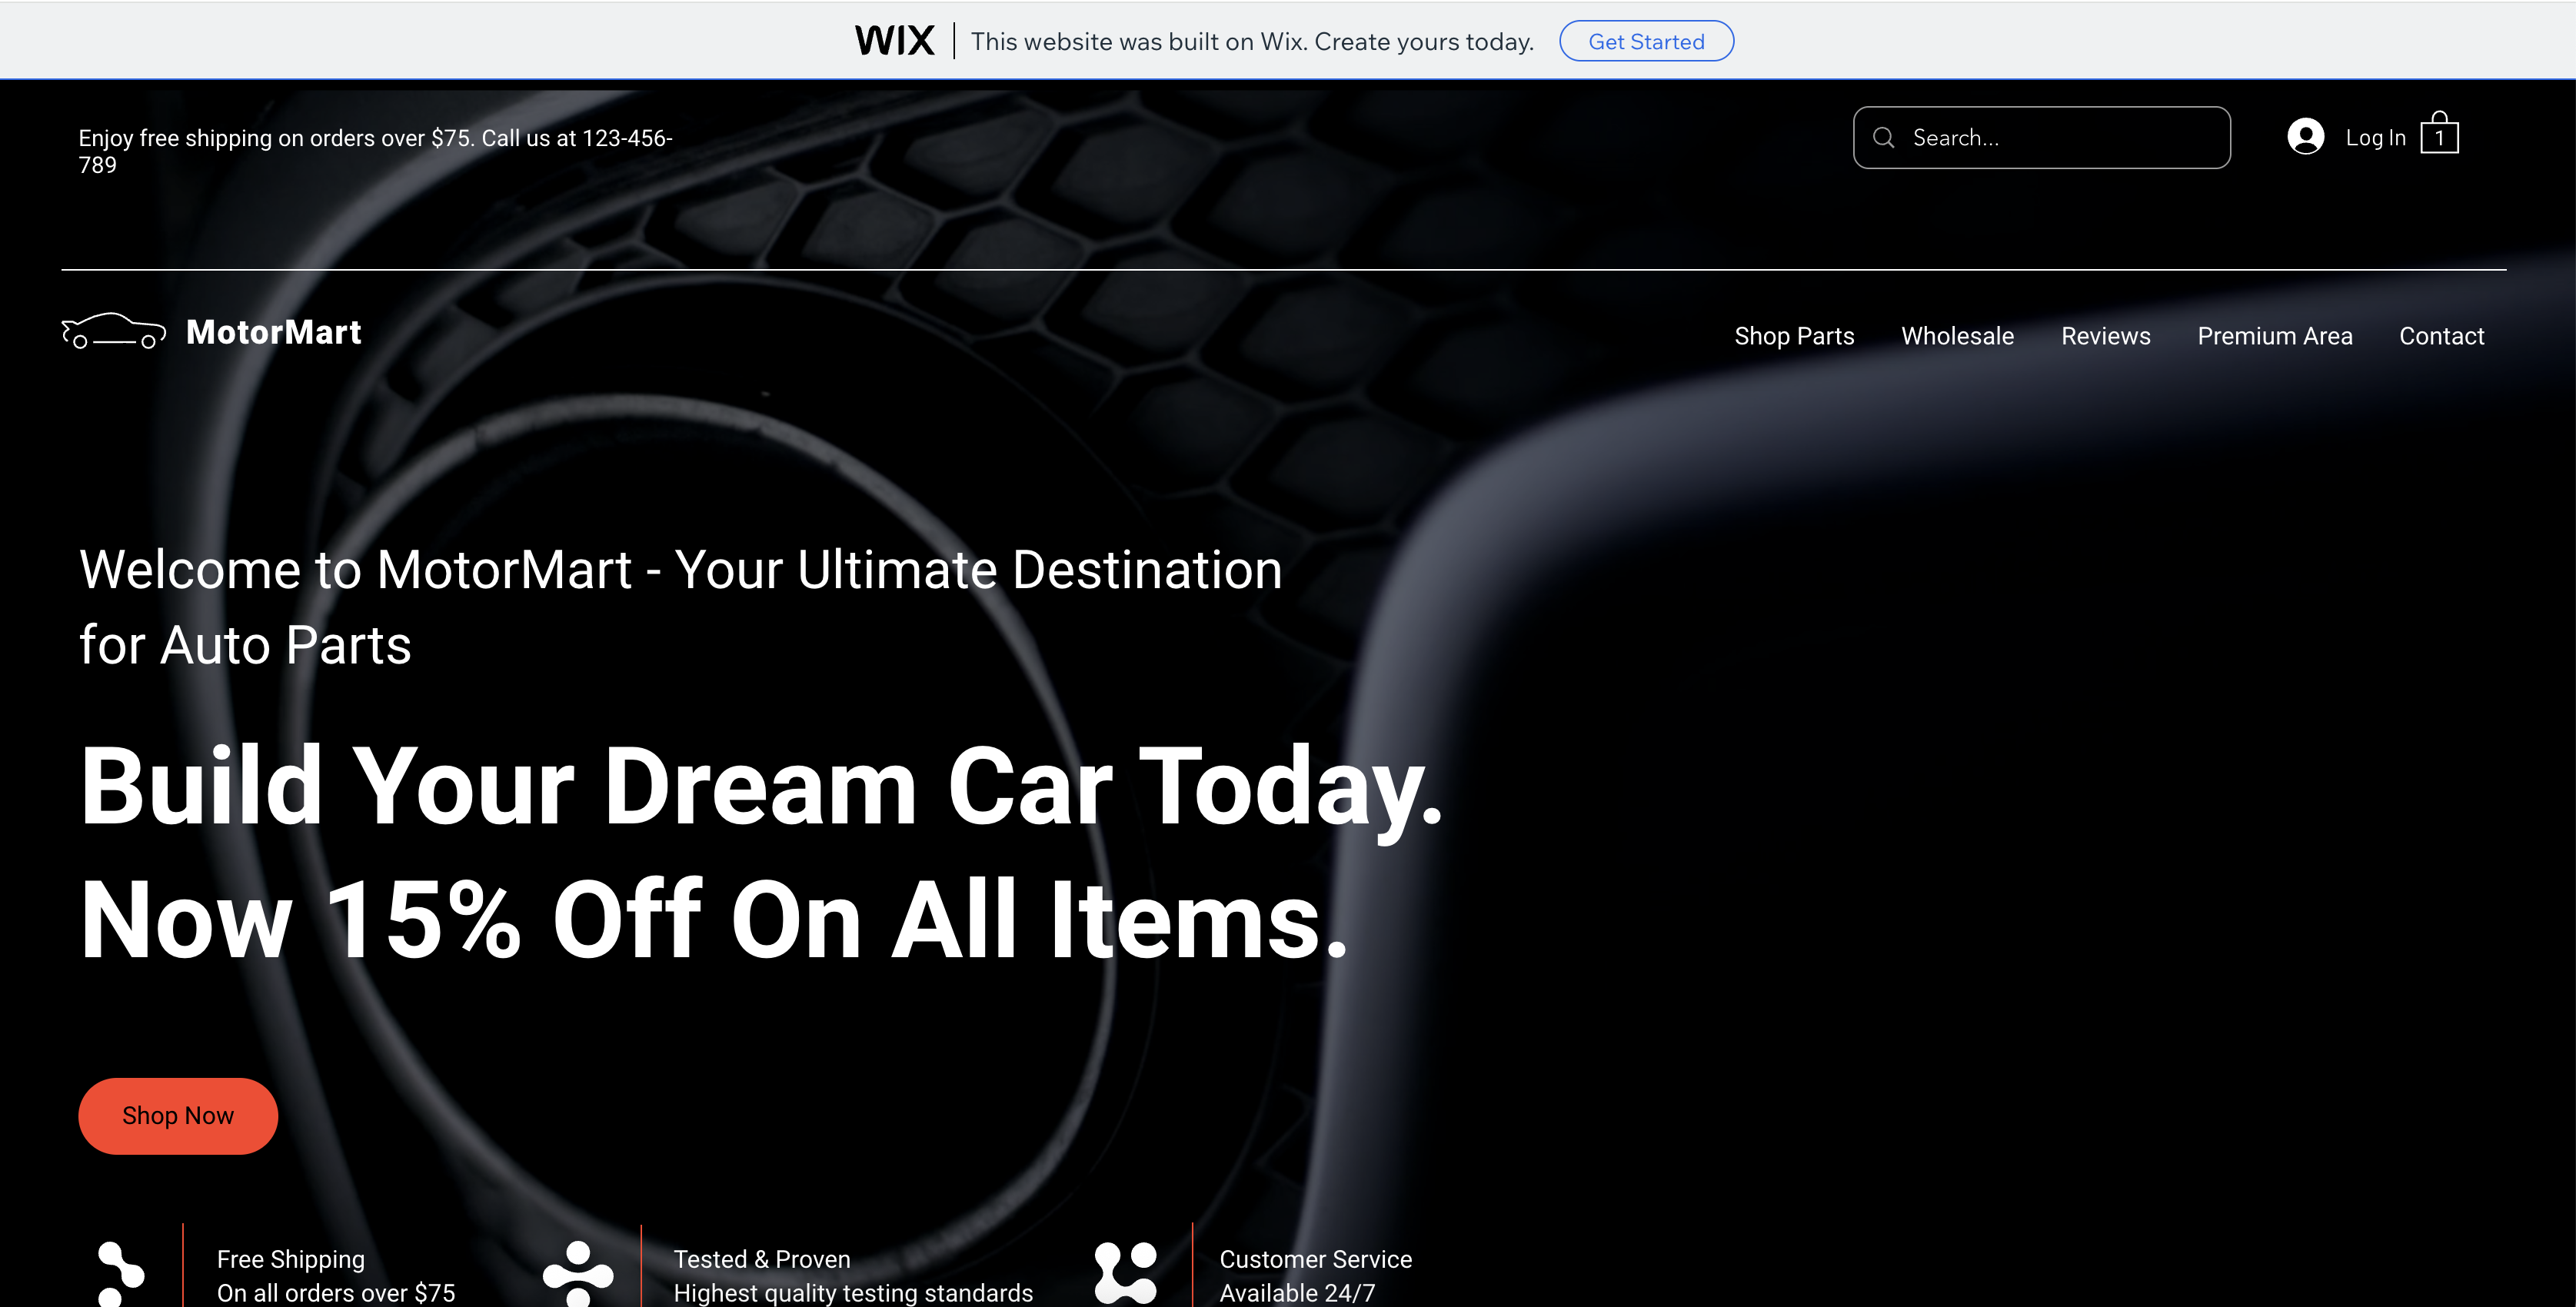 WIX
This website was built on Wix. Create yours today.
Get Started
Enjoy free shipping on orders over $75. Call us at 123-456-
789
Search...
Log In
1
MotorMart
Shop Parts
Wholesale
Reviews
Premium Area
Contact
Welcome to MotorMart - Your Ultimate Destination
for Auto Parts
Build Your Dream Car Today.
Now 15% Off On All Items.
Shop Now
Free Shipping
On all orders over $75
Tested & Proven
Highest quality testing standards
Customer Service
Available 24/7